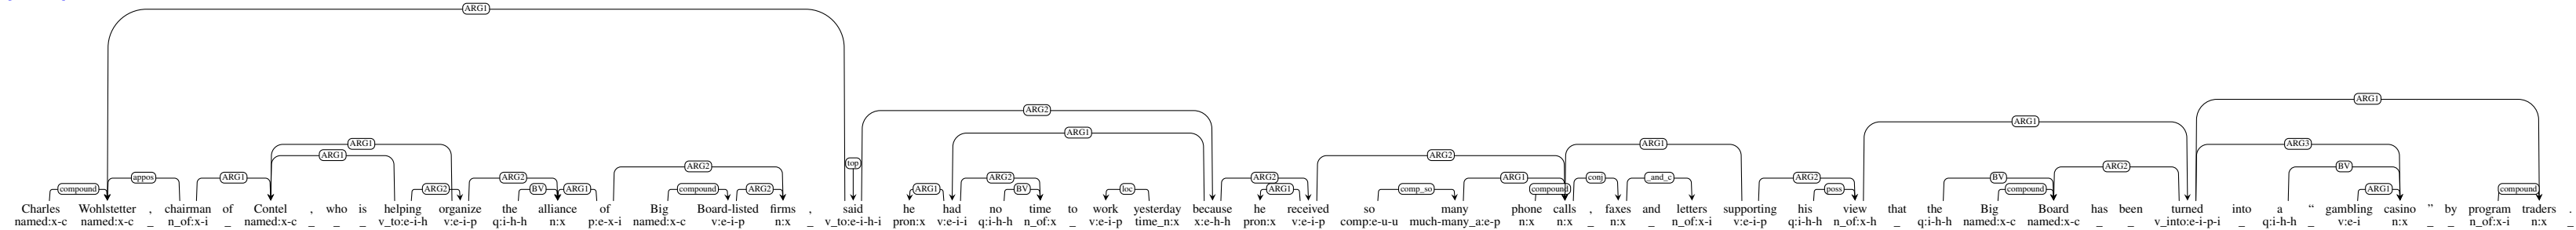 ARG1
ARG1
ARG2
ARG1
ARG1 ARG1
ARG1 ARG2 ARG1 ARG3
top
ARG1 ARG2 ARG2
appos ARG1 ARG2 ARG2 ARG2 ARG1 conj _and_c ARG2 BV BV
compound ARG2 BV ARG1 compound ARG2 ARG1 BV loc ARG1 comp_so compound poss compound ARG1 compound
Charles Wohlstetter , chairman of Contel , who is helping organize the alliance of Big Board-listed firms , said he had no time to work yesterday because he received so many phone calls , faxes and letters supporting his view that the Big Board has been turned into a “ gambling casino ” by program traders .
named:x-c named:x-c _ n_of:x-i _ named:x-c _ _ _ v_to:e-i-h v:e-i-p q:i-h-h n:x p:e-x-i named:x-c v:e-i-p n:x _ v_to:e-i-h-i pron:x v:e-i-i q:i-h-h n_of:x _ v:e-i-p time_n:x x:e-h-h pron:x v:e-i-p comp:e-u-u much-many_a:e-p n:x n:x _ n:x _ n_of:x-i v:e-i-p q:i-h-h n_of:x-h _ q:i-h-h named:x-c named:x-c _ _ v_into:e-i-p-i _ q:i-h-h _ v:e-i n:x _ _ n_of:x-i n:x _